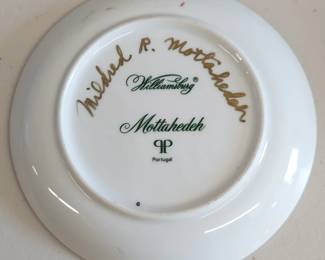 Mildred R. Mottahedeh
Williamsburg®
Mottahedeh
Portugal